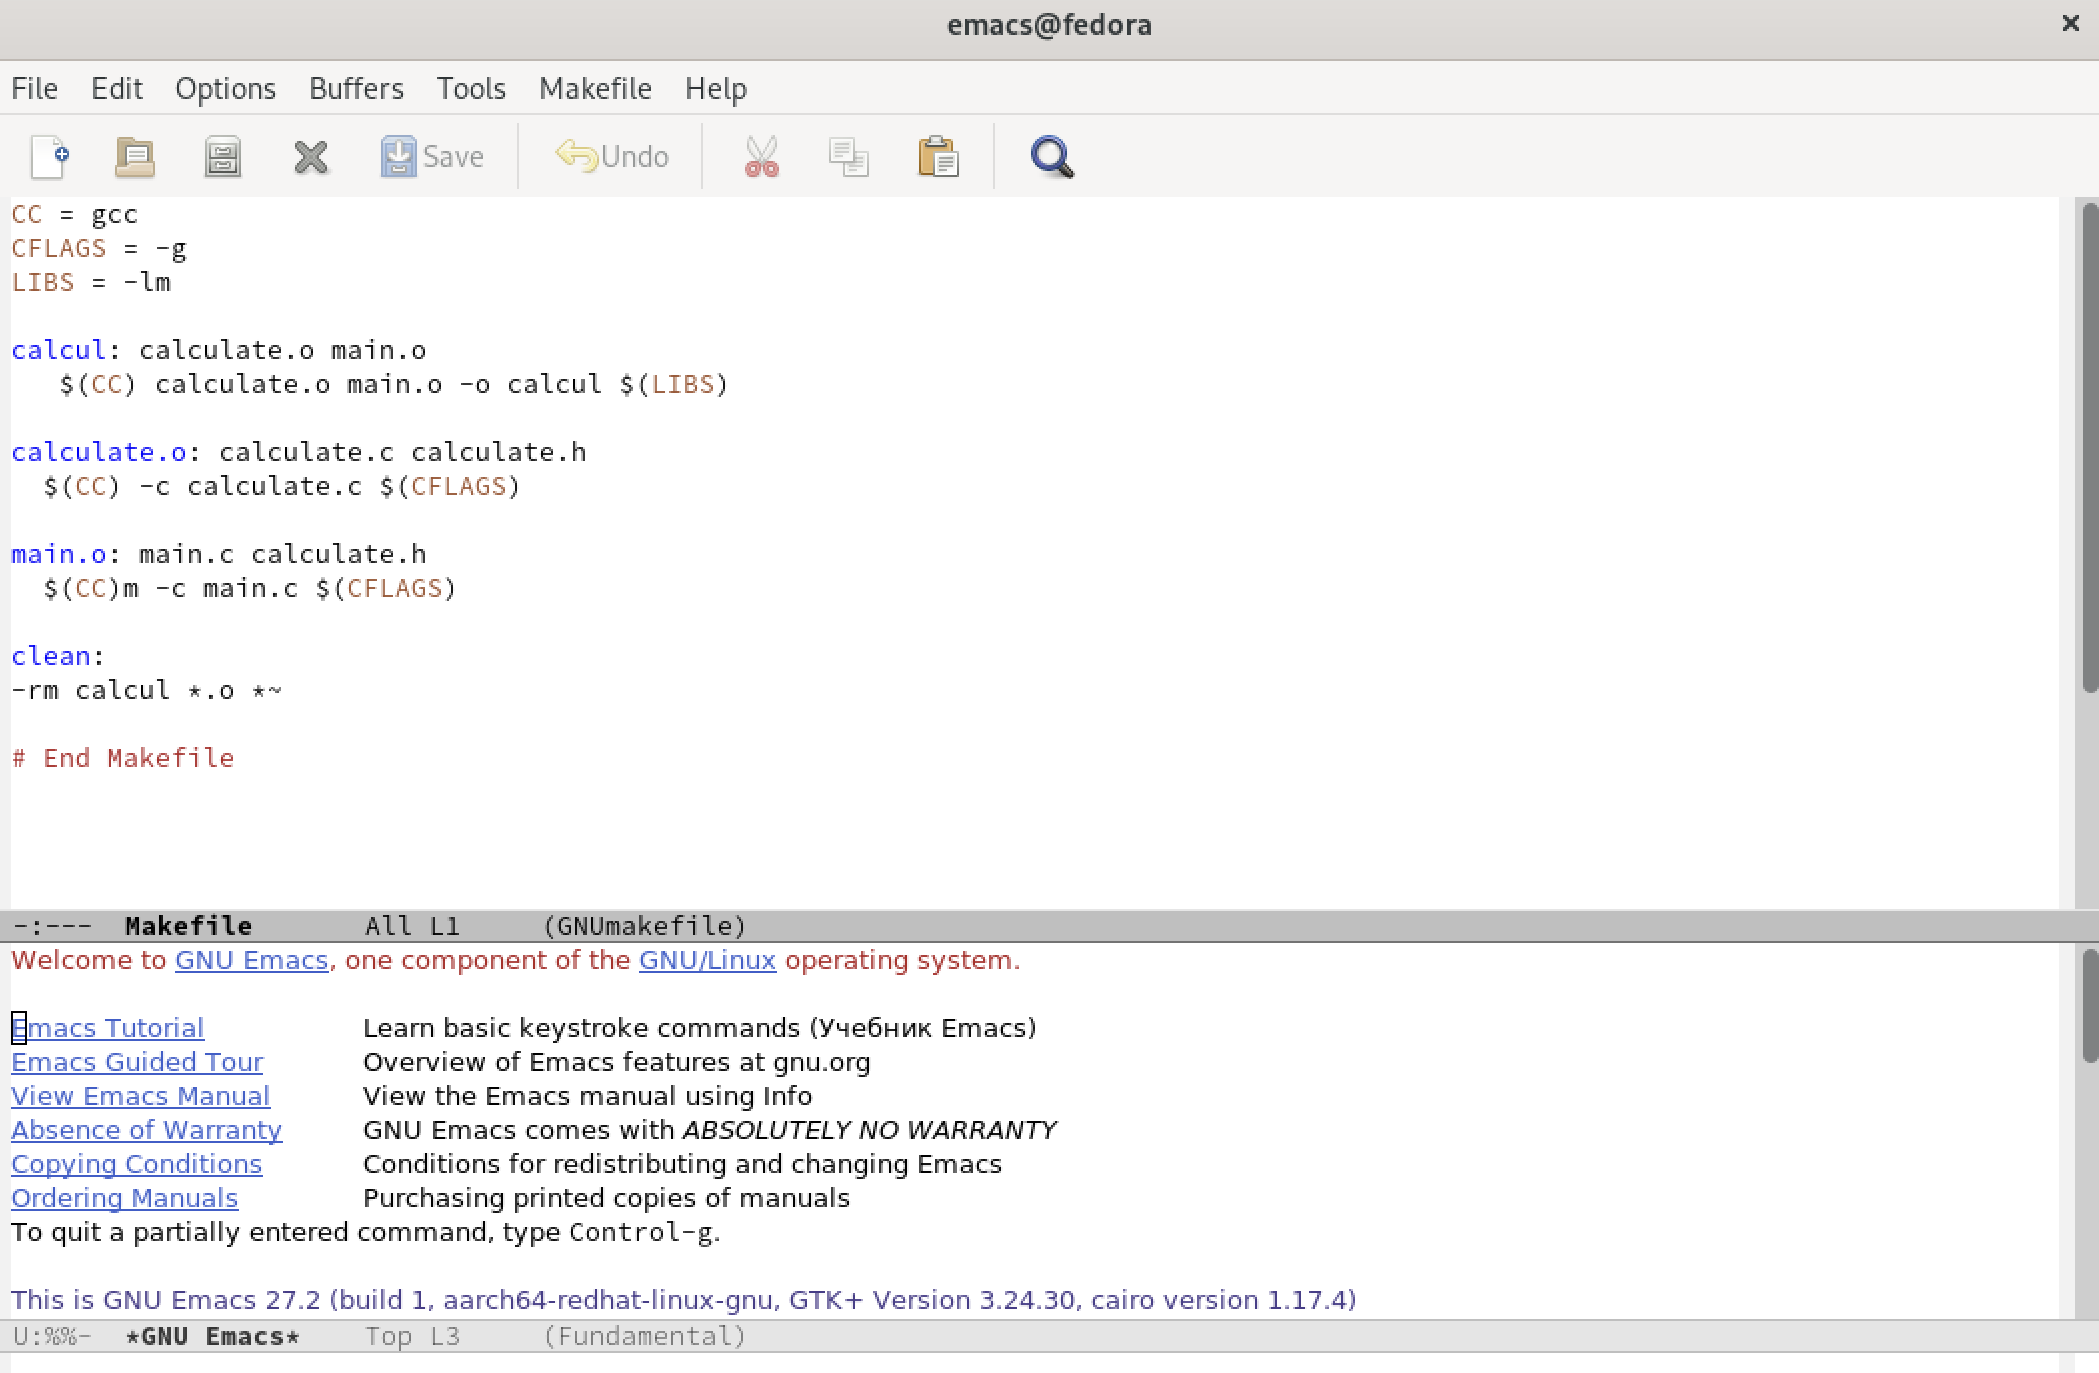 emacs@fedora
File Edit Options Buffers Tools Makefile Help
Save Undo
CC = gcc
CFLAGS = -g
LIBS = -lm
calcul: calculate.o main.o
   $(CC) calculate.o main.o -o calcul $(LIBS)
calculate.o: calculate.c calculate.h
  $(CC) -c calculate.c $(CFLAGS)
main.o: main.c calculate.h
  $(CC)m -c main.c $(CFLAGS)
clean:
-rm calcul *.o *~
# End Makefile
-:--- Makefile All L1 (GNUmakefile)
Welcome to GNU Emacs, one component of the GNU/Linux operating system.
Emacs Tutorial Learn basic keystroke commands (Учебник Emacs)
Emacs Guided Tour Overview of Emacs features at gnu.org
View Emacs Manual View the Emacs manual using Info
Absence of Warranty GNU Emacs comes with ABSOLUTELY NO WARRANTY
Copying Conditions Conditions for redistributing and changing Emacs
Ordering Manuals Purchasing printed copies of manuals
To quit a partially entered command, type Control-g.
This is GNU Emacs 27.2 (build 1, aarch64-redhat-linux-gnu, GTK+ Version 3.24.30, cairo version 1.17.4)
U:%%- *GNU Emacs* Top L3 (Fundamental)